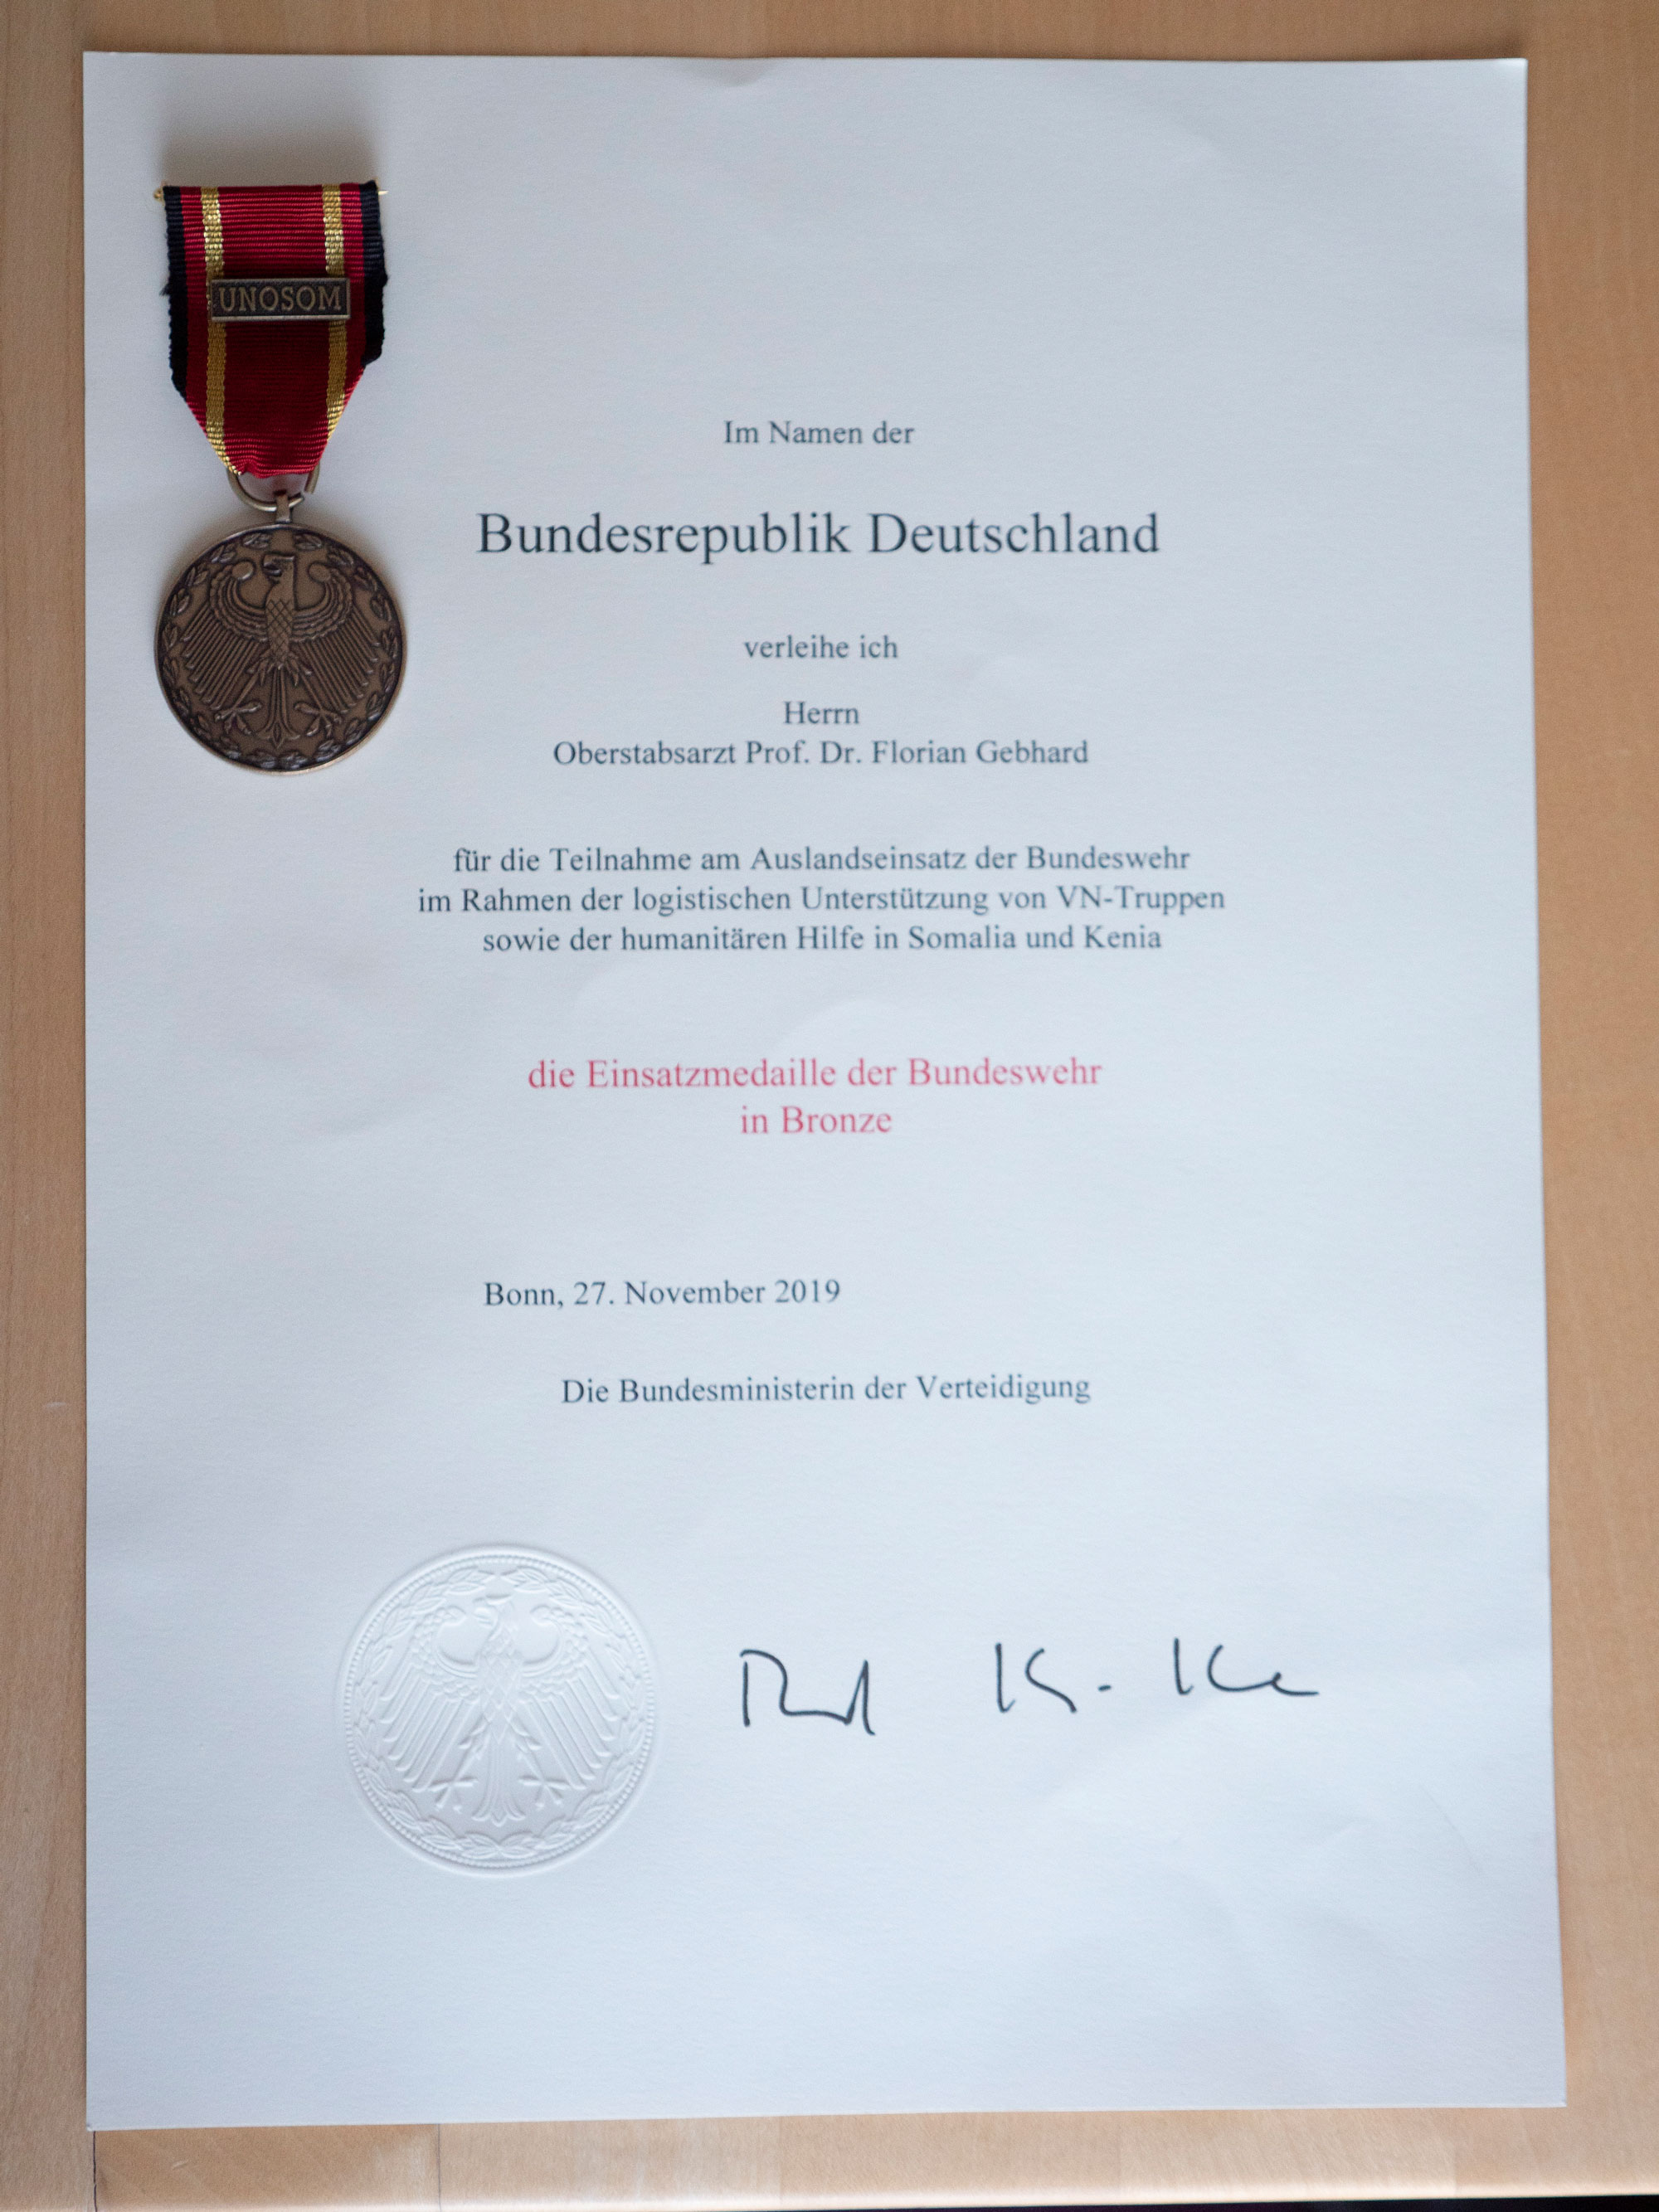 UNOSOM
Im Namen der
Bundesrepublik Deutschland
verleihe ich
Herrn
Oberstabsarzt Prof. Dr. Florian Gebhard
für die Teilnahme am Auslandseinsatz der Bundeswehr
im Rahmen der logistischen Unterstützung von VN-Truppen
sowie der humanitären Hilfe in Somalia und Kenia
die Einsatzmedaille der Bundeswehr
in Bronze
Bonn, 27. November 2019
Die Bundesministerin der Verteidigung